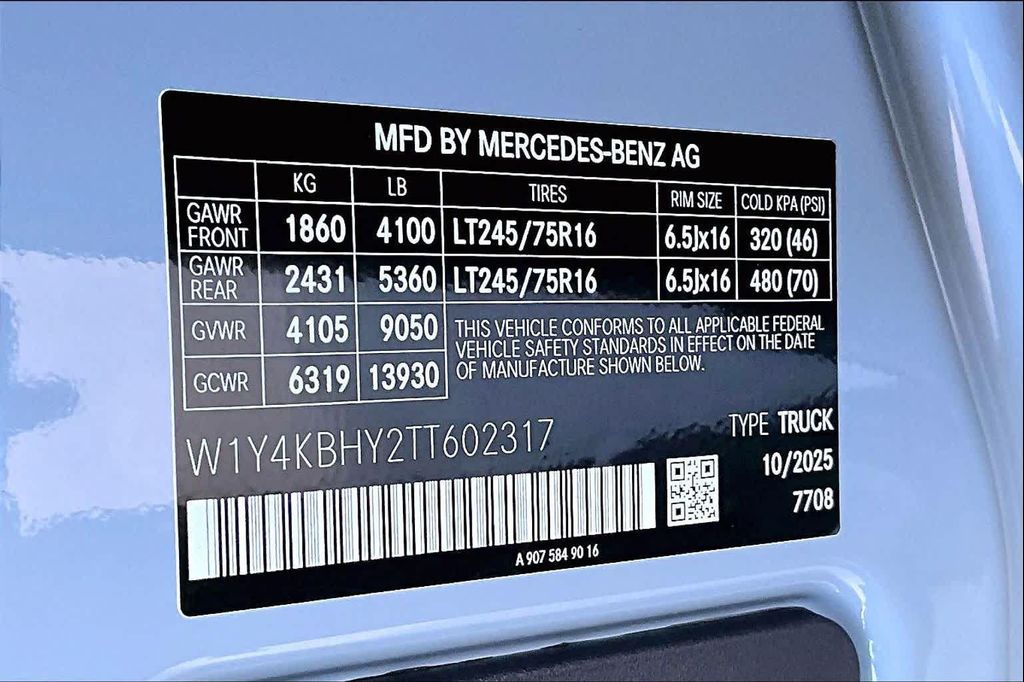 MFD BY MERCEDES-BENZ AG
KG LB TIRES RIM SIZE COLD KPA (PSI)
GAWR FRONT 1860 4100 LT245/75R16 6.5Jx16 320 (46)
GAWR REAR 2431 5360 LT245/75R16 6.5Jx16 480 (70)
GVWR 4105 9050
GCWR 6319 13930
THIS VEHICLE CONFORMS TO ALL APPLICABLE FEDERAL
VEHICLE SAFETY STANDARDS IN EFFECT ON THE DATE
OF MANUFACTURE SHOWN BELOW.
W1Y4KBHY2TT602317
TYPE TRUCK
10/2025
7708
A 907 584 90 16